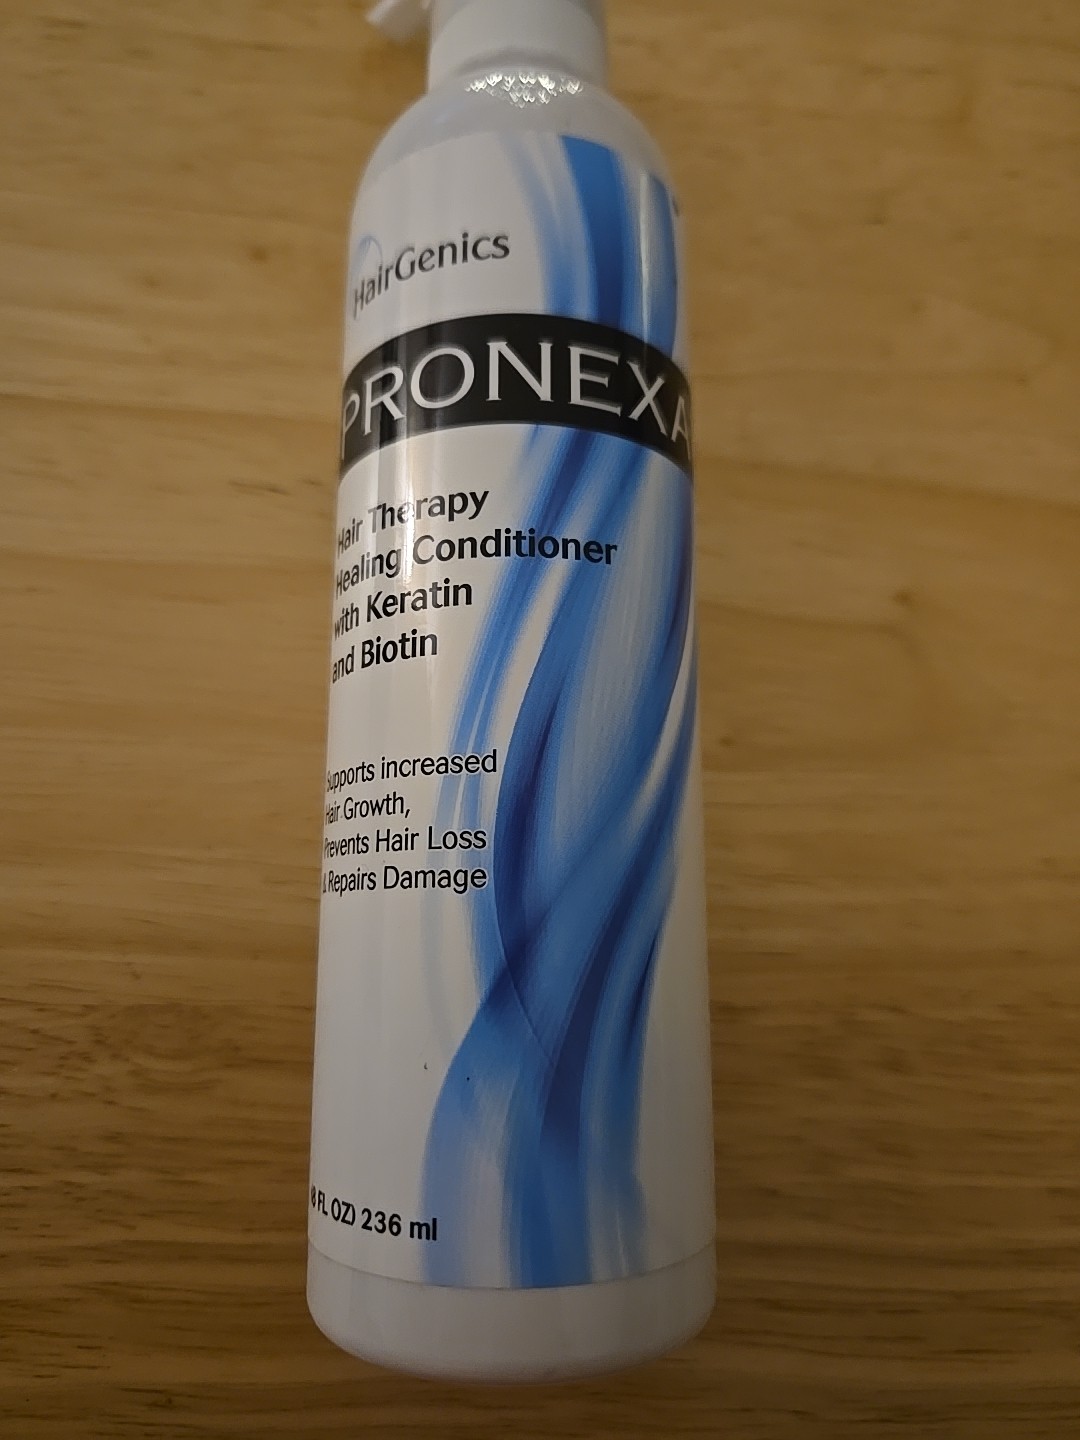 HairGenics
PRONEXA
Hair Therapy
Healing Conditioner
with Keratin
and Biotin
Supports increased
Hair Growth,
Prevents Hair Loss
& Repairs Damage
(8 FL OZ) 236 ml